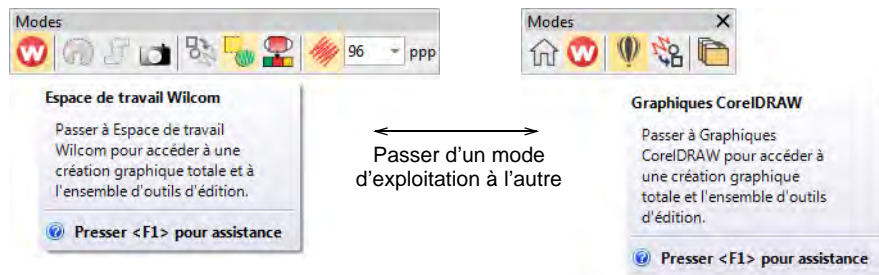 Modes
96 ppp
Espace de travail Wilcom
Passer à Espace de travail
Wilcom pour accéder à une
création graphique totale et à
l'ensemble d'outils d'édition.
Presser <F1> pour assistance
Passer d'un mode
d'exploitation à l'autre
Modes
Graphiques CorelDRAW
Passer à Graphiques
CorelDRAW pour accéder à
une création graphique
totale et l'ensemble d'outils
d'édition.
Presser <F1> pour assistance